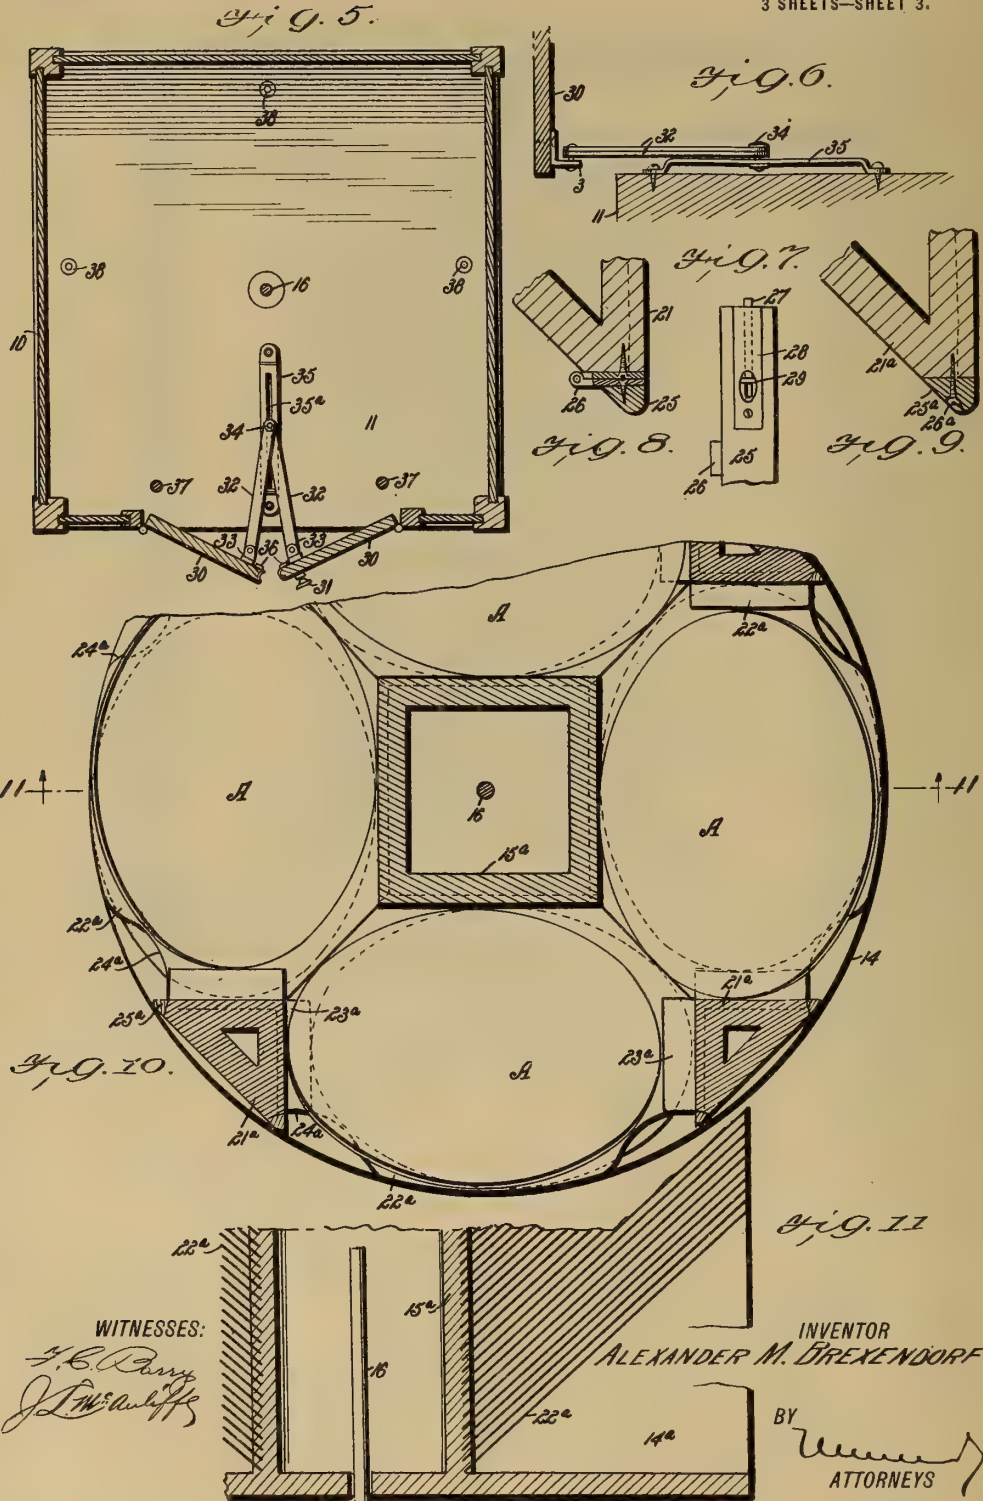 3 SHEETS—SHEET 3.
Fig. 5.
Fig. 6.
38
30
32
34
35
3
11
38
38
16
10
35
35a
34
11
37
37
32
32
33
36
33
30
30
31
Fig. 7.
21
26
25
Fig. 8.
27
28
29
25
26
21a
25a
26a
Fig. 9.
A
22a
24a
11
A
16
15a
A
11
22a
24a
14
25a
23a
21a
23a
Fig. 10.
A
21a
24a
22a
Fig. 11
22a
15a
16
22a
14a
WITNESSES:
INVENTOR
ALEXANDER M. BREXENDORF
BY
ATTORNEYS